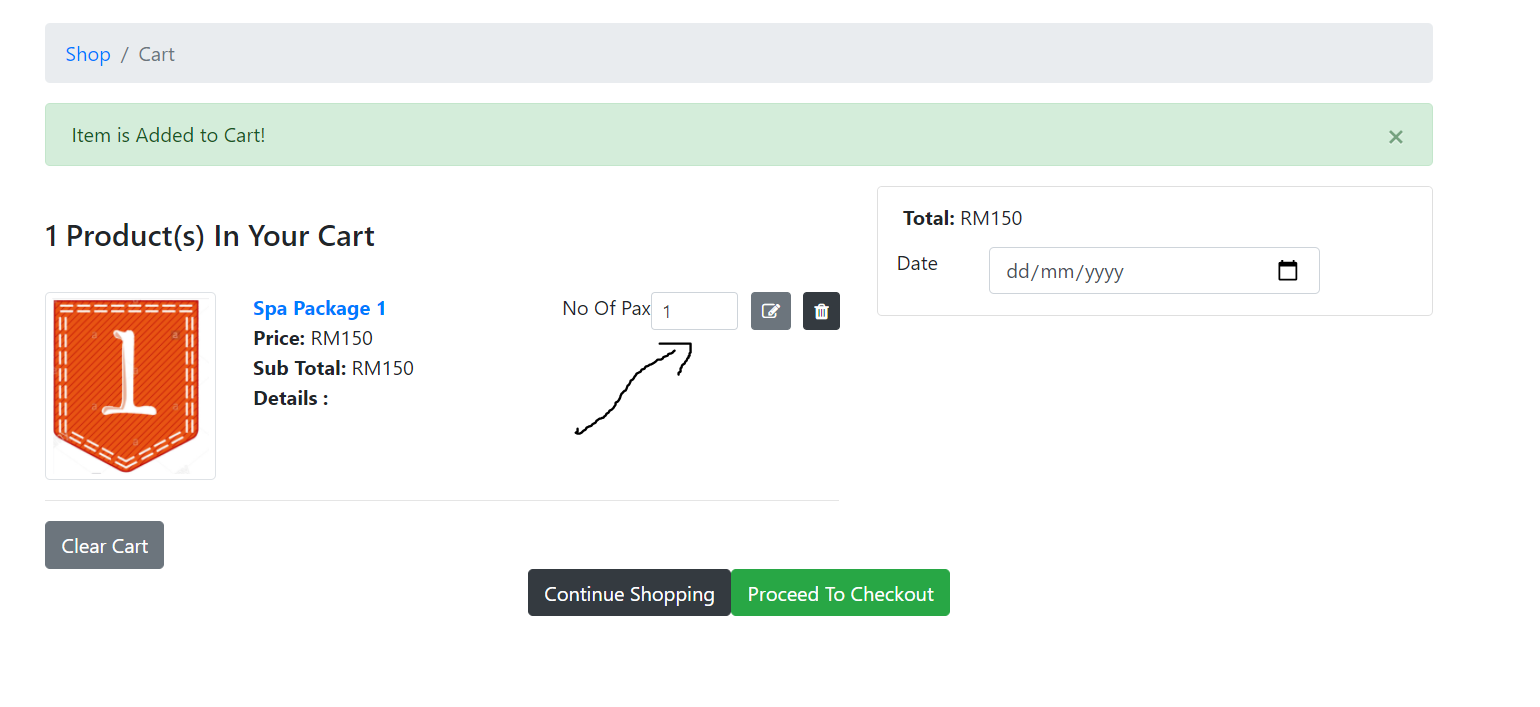 Shop / Cart
Item is Added to Cart!
×
1 Product(s) In Your Cart
1
Spa Package 1
Price: RM150
Sub Total: RM150
Details :
No Of Pax 1
Total: RM150
Date dd/mm/yyyy
Clear Cart
Continue Shopping Proceed To Checkout